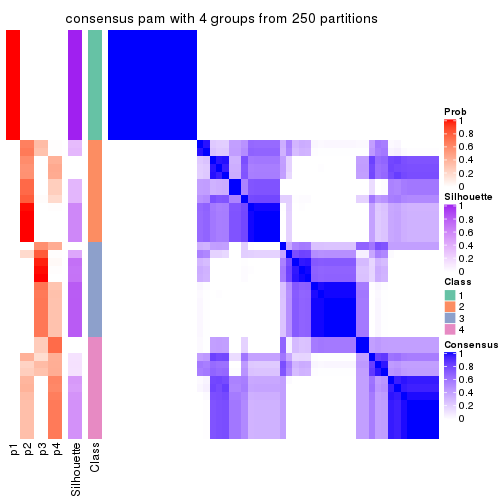 consensus pam with 4 groups from 250 partitions
Prob
1
0.8
0.6
0.4
0.2
0
Silhouette
1
0.8
0.6
0.4
0.2
0
Class
1
2
3
4
Consensus
1
0.8
0.6
0.4
0.2
0
p1
p2
p3
p4
Silhouette
Class